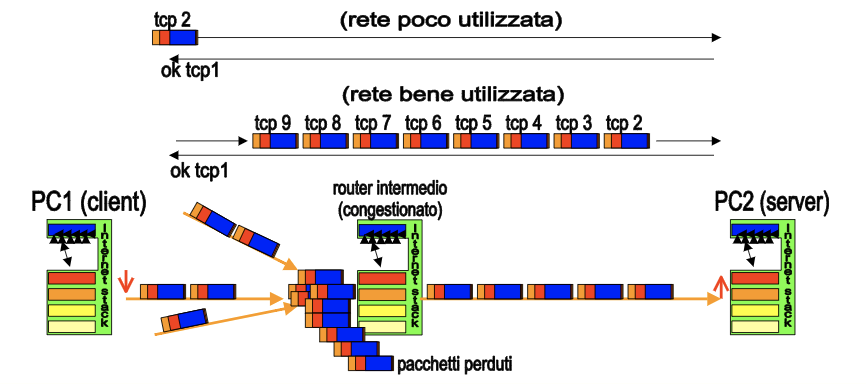 tcp 2
(rete poco utilizzata)
ok tcp1
(rete bene utilizzata)
tcp 9 tcp 8 tcp 7 tcp 6 tcp 5 tcp 4 tcp 3 tcp 2
ok tcp1
PC1 (client)
router intermedio
(congestionato)
PC2 (server)
Internet stack
Internet stack
Internet stack
pacchetti perduti